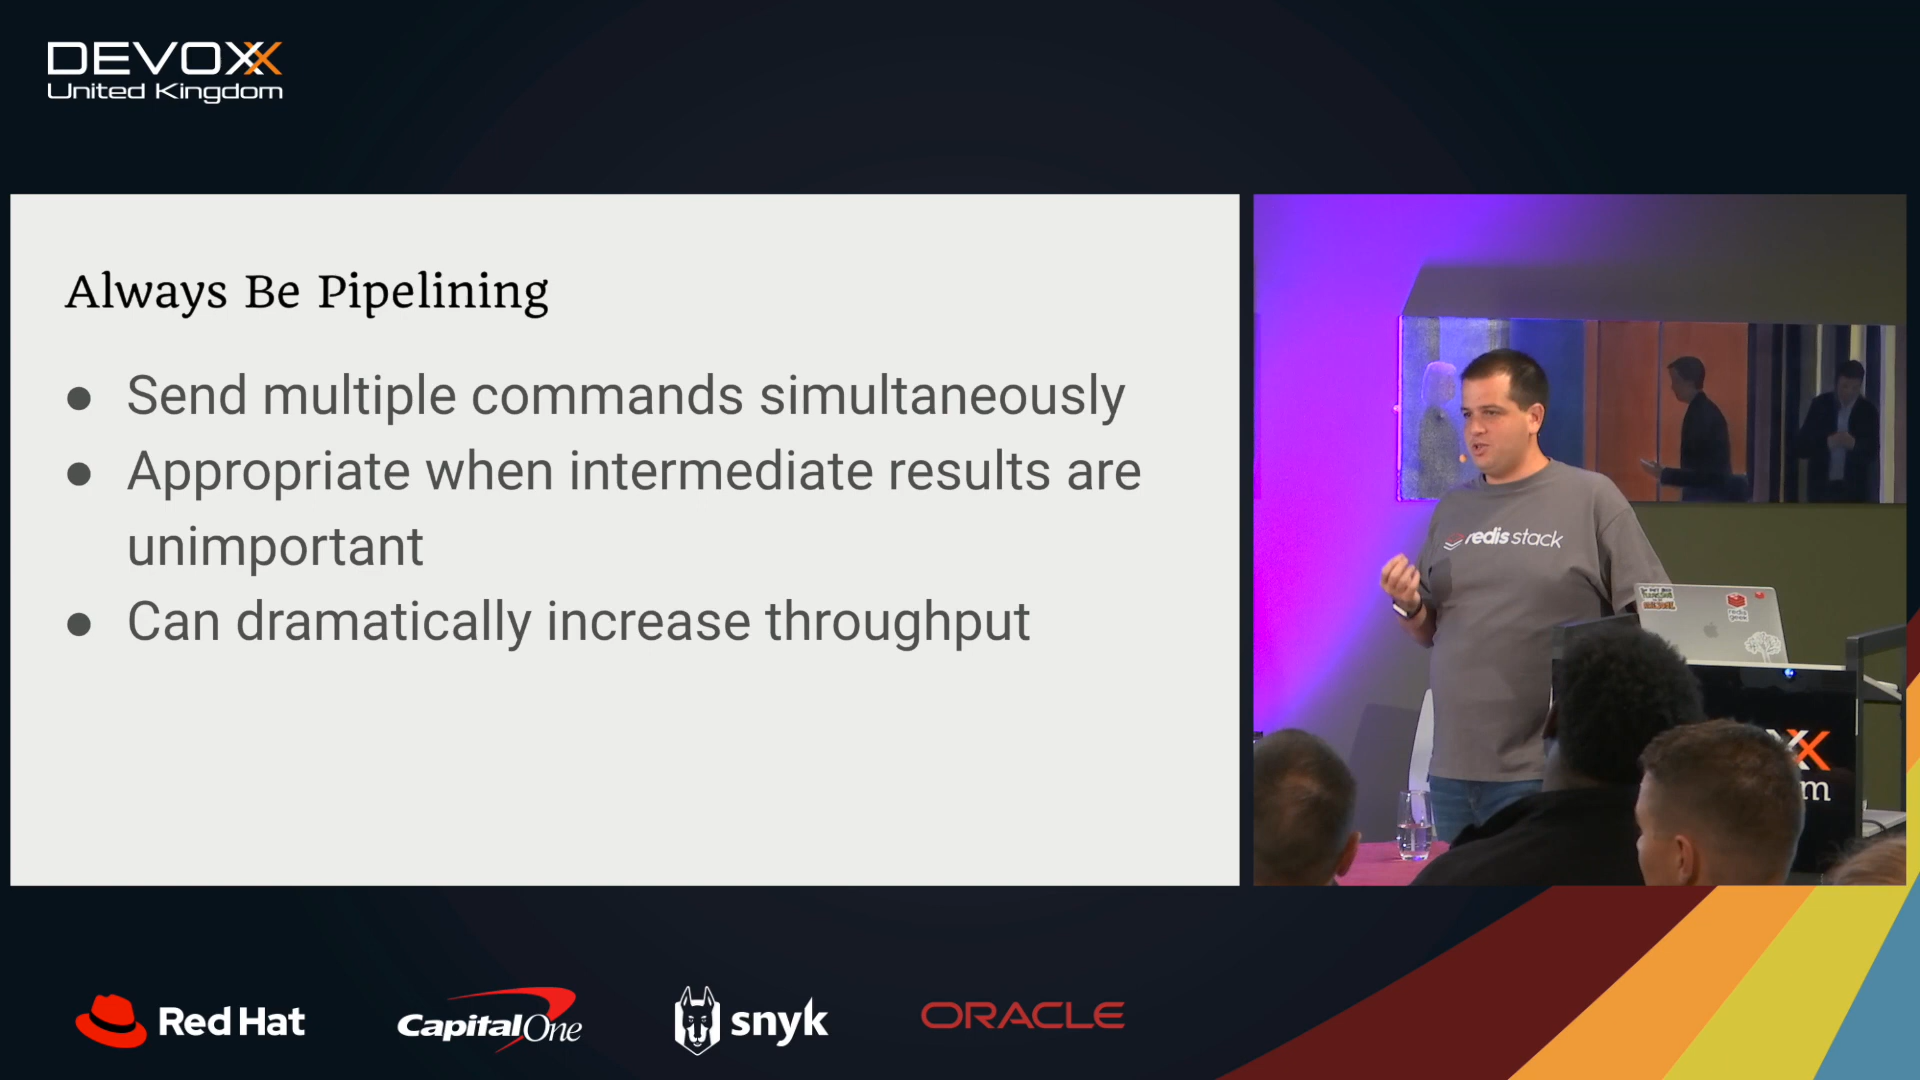 DEVOXX
United Kingdom
Always Be Pipelining
● Send multiple commands simultaneously
● Appropriate when intermediate results are
unimportant
● Can dramatically increase throughput
redis stack
redis
X
m
Red Hat
Capital One
snyk
ORACLE